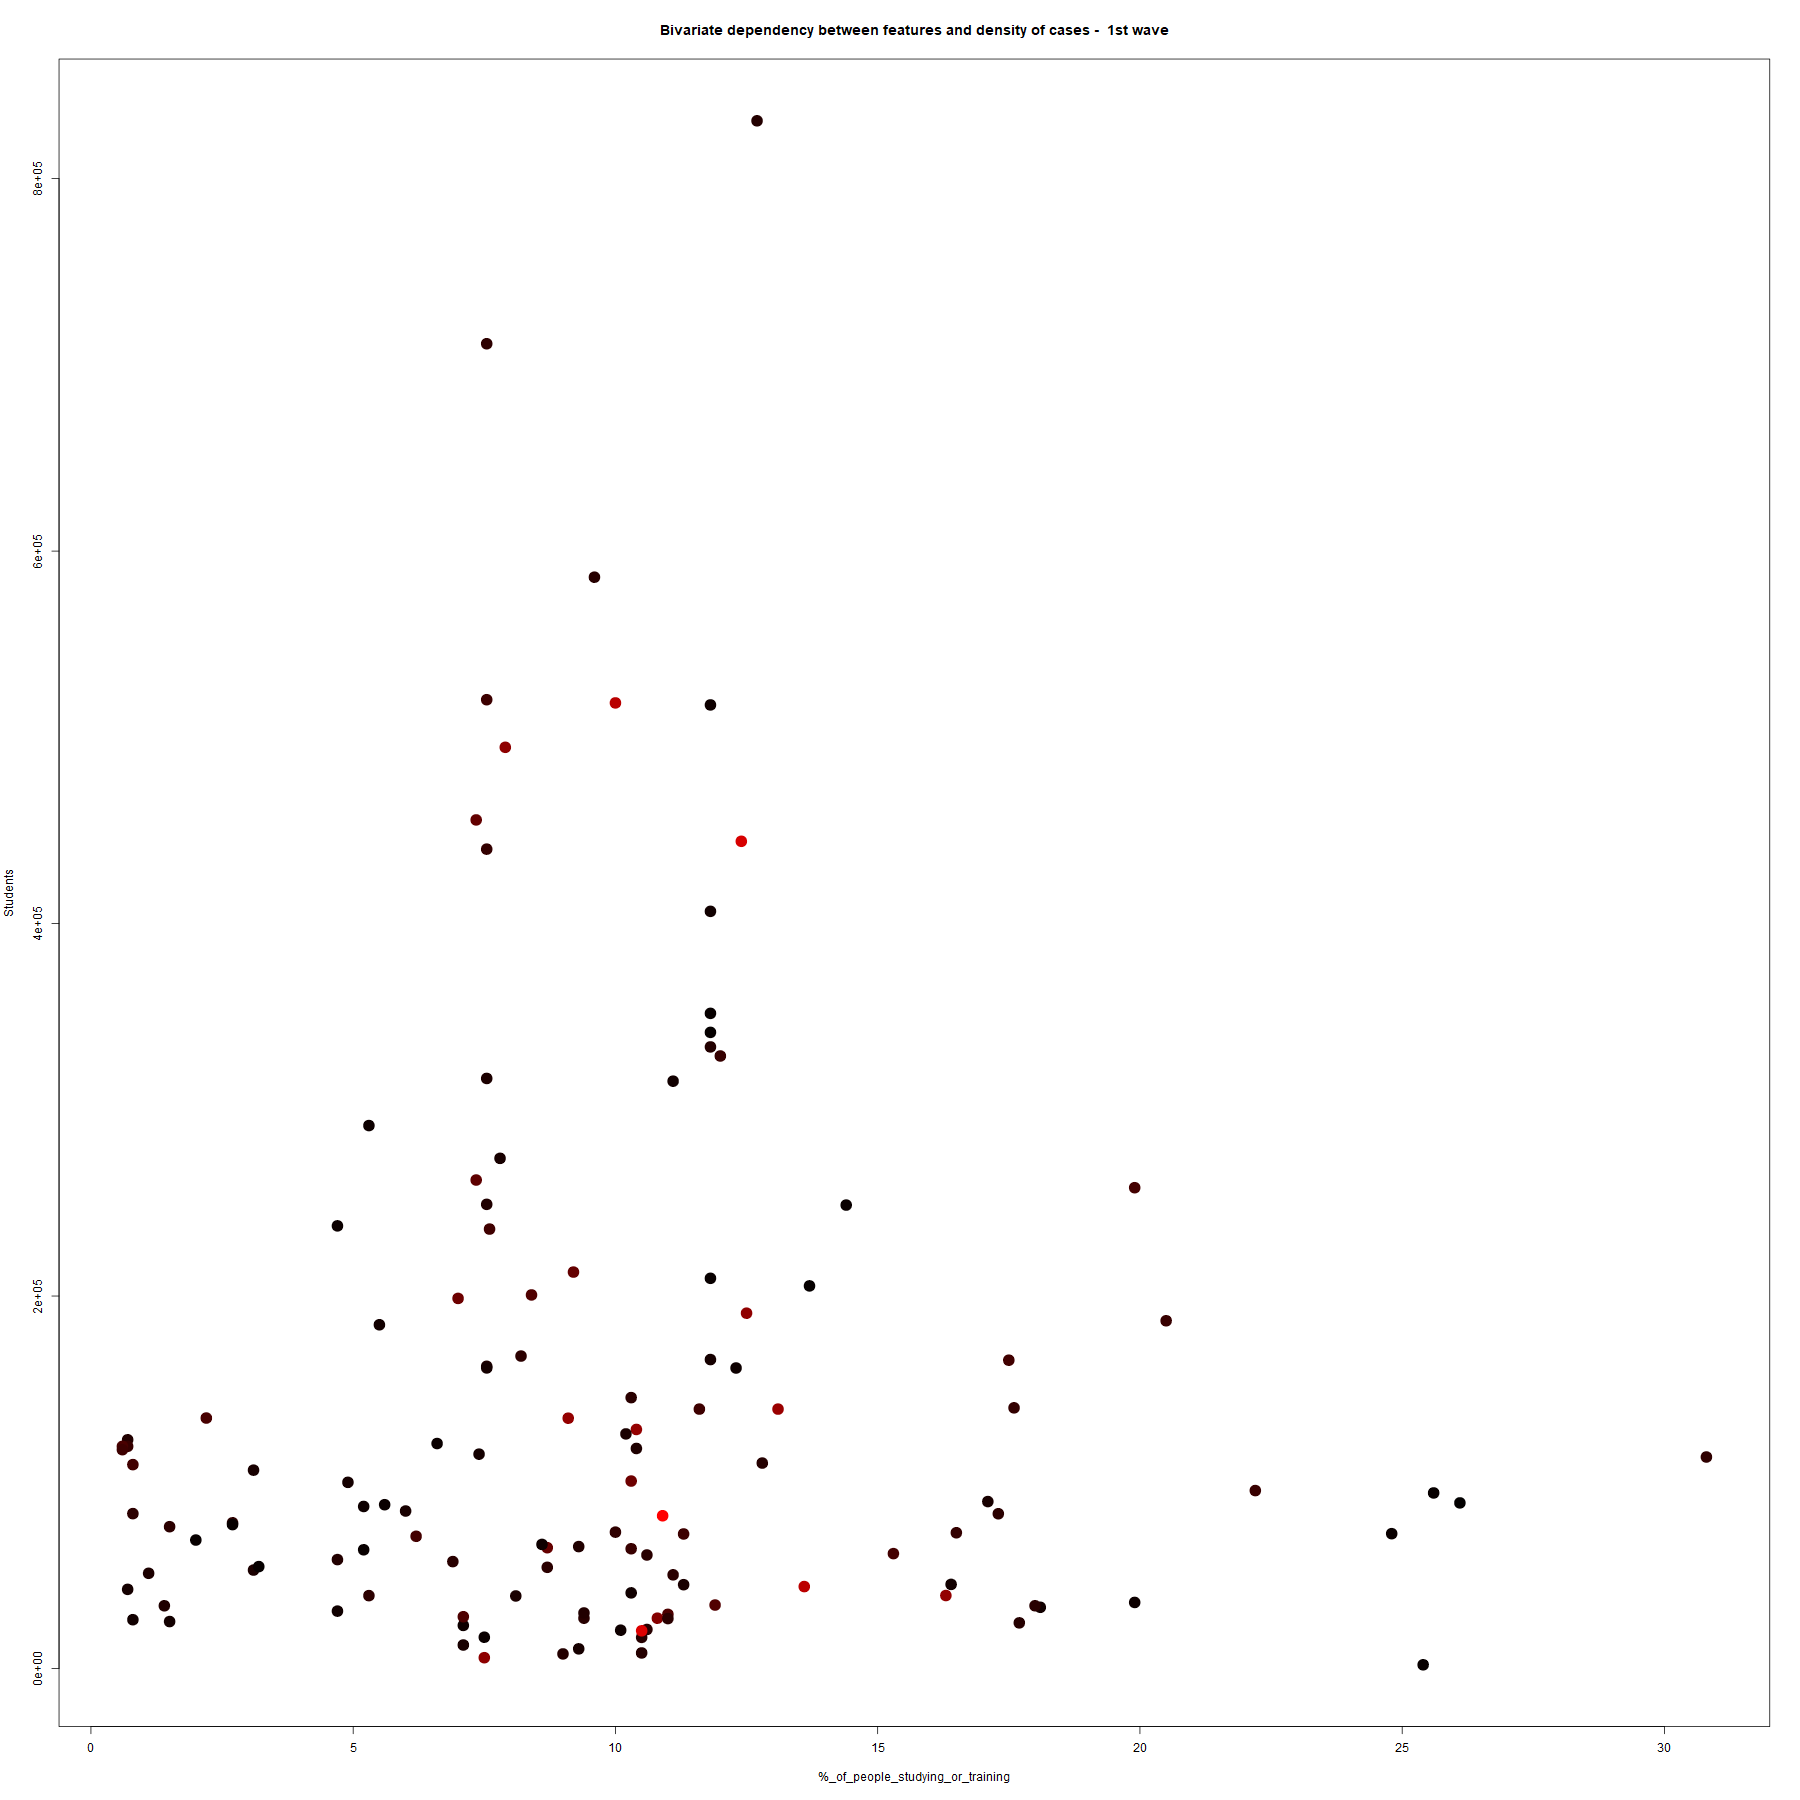 Bivariate dependency between features and density of cases -  1st wave
8e+05
6e+05
4e+05
2e+05
0e+00
Students
0 5 10 15 20 25 30
%_of_people_studying_or_training